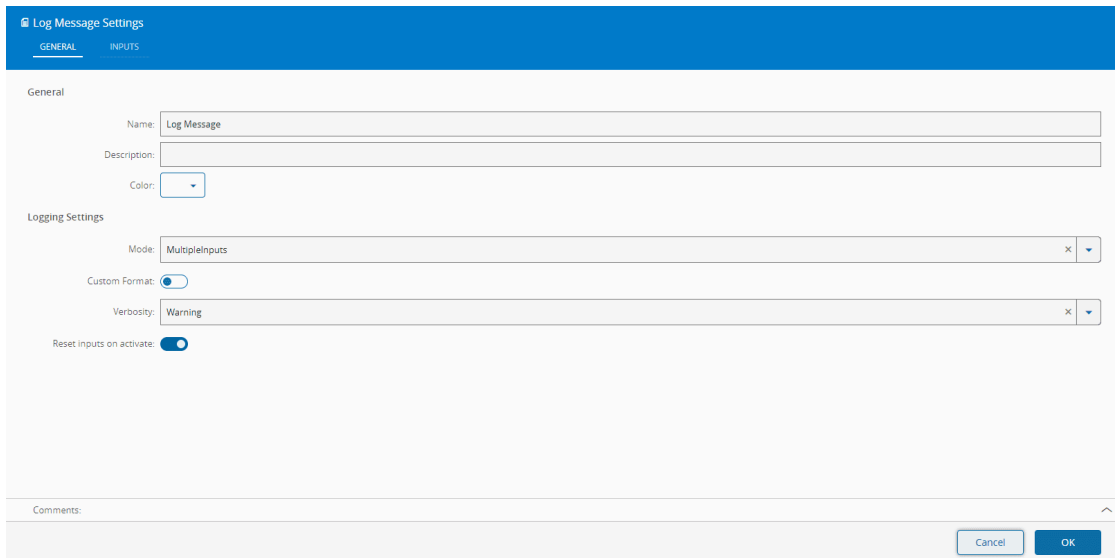 Log Message Settings
GENERAL INPUTS
General
Name: Log Message
Description:
Color:
Logging Settings
Mode: MultipleInputs
Custom Format:
Verbosity: Warning
Reset inputs on activate:
Comments:
Cancel OK